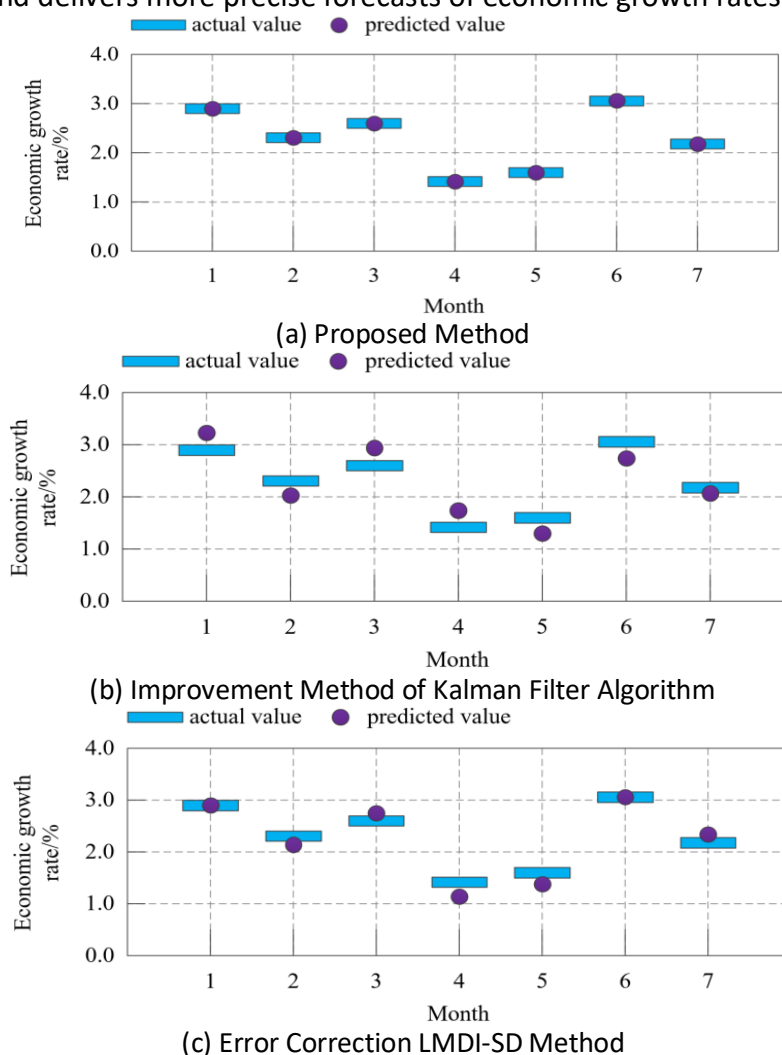 nd delivers more precise forecasts of economic growth rates
actual value predicted value
4.0
3.0
2.0
1.0
0.0
Economic growth
rate/%
1 2 3 4 5 6 7
Month
(a) Proposed Method
actual value predicted value
4.0
3.0
2.0
1.0
0.0
Economic growth
rate/%
1 2 3 4 5 6 7
Month
(b) Improvement Method of Kalman Filter Algorithm
actual value predicted value
4.0
3.0
2.0
1.0
0.0
Economic growth
rate/%
1 2 3 4 5 6 7
Month
(c) Error Correction LMDI-SD Method